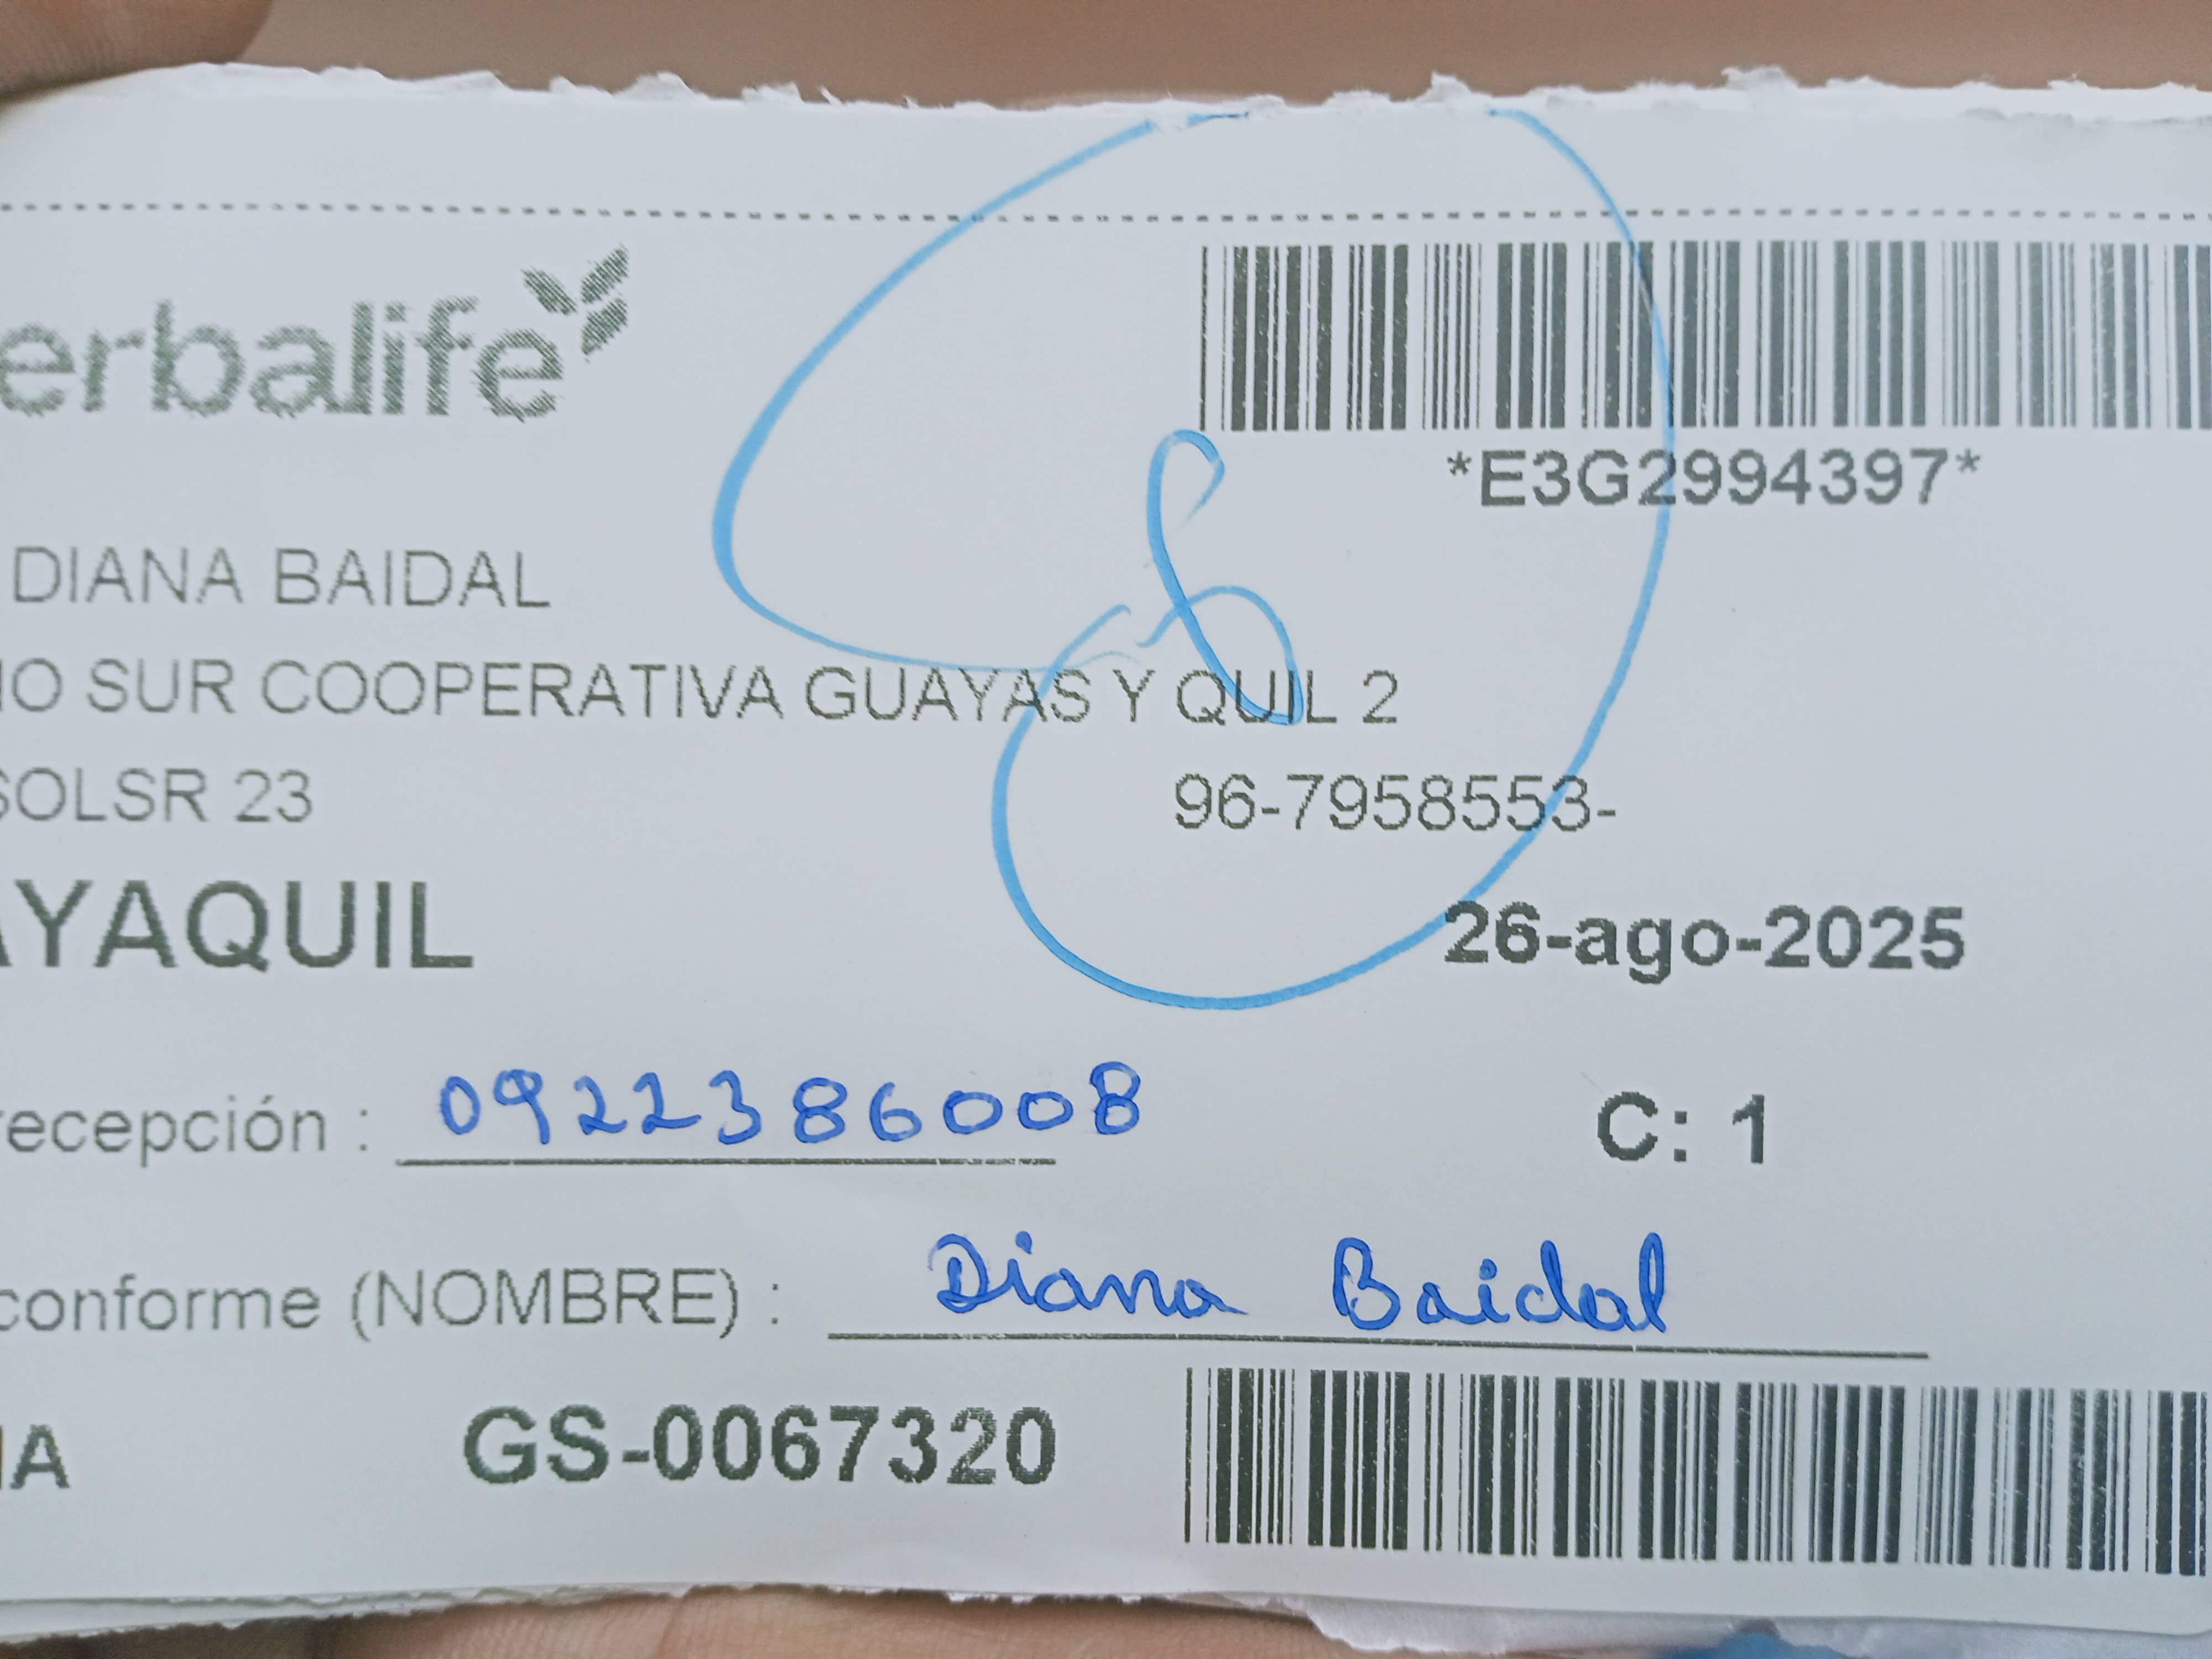 erbalife
*E3G2994397*
DIANA BAIDAL
IO SUR COOPERATIVA GUAYAS Y QUIL 2
SOLSR 23
96-7958553-
AYAQUIL
26-ago-2025
recepción : 0922386008
C: 1
conforme (NOMBRE) : Diana Baidal
IA
GS-0067320